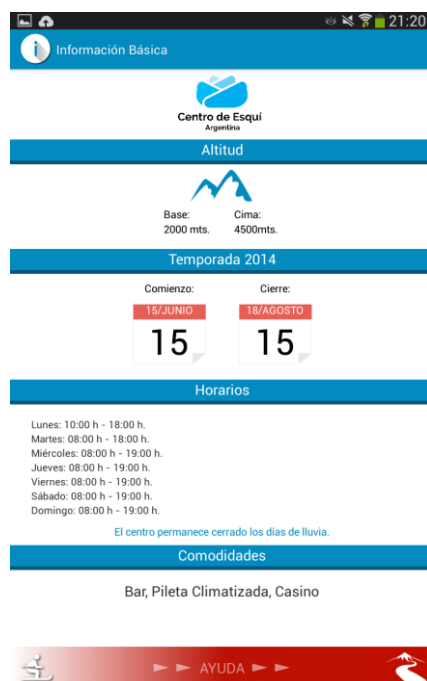 21:20
Información Básica
Centro de Esquí
Argentina
Altitud
Base: Cima:
2000 mts. 4500mts.
Temporada 2014
Comienzo: Cierre:
15/JUNIO 18/AGOSTO
15 15
Horarios
Lunes: 10:00 h - 18:00 h.
Martes: 08:00 h - 18:00 h.
Miércoles: 08:00 h - 19:00 h.
Jueves: 08:00 h - 19:00 h.
Viernes: 08:00 h - 19:00 h.
Sábado: 08:00 h - 19:00 h.
Domingo: 08:00 h - 19:00 h.
El centro permanece cerrado los días de lluvia.
Comodidades
Bar, Pileta Climatizada, Casino
AYUDA